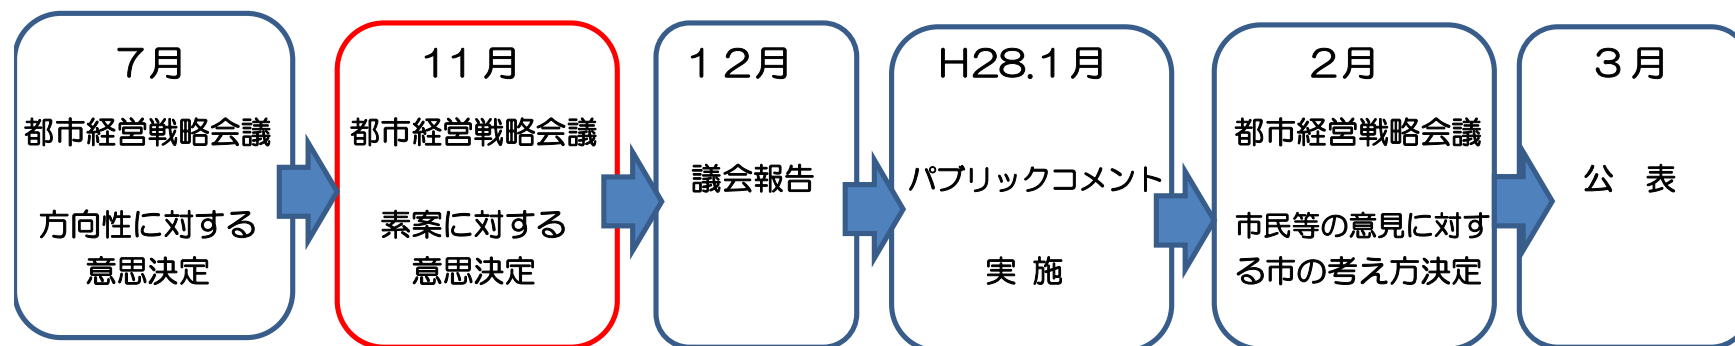 7月
都市経営戦略会議
方向性に対する
意思決定
11月
都市経営戦略会議
素案に対する
意思決定
12月
議会報告
H28.1月
パブリックコメント
実 施
2月
都市経営戦略会議
市民等の意見に対す
る市の考え方決定
3月
公 表